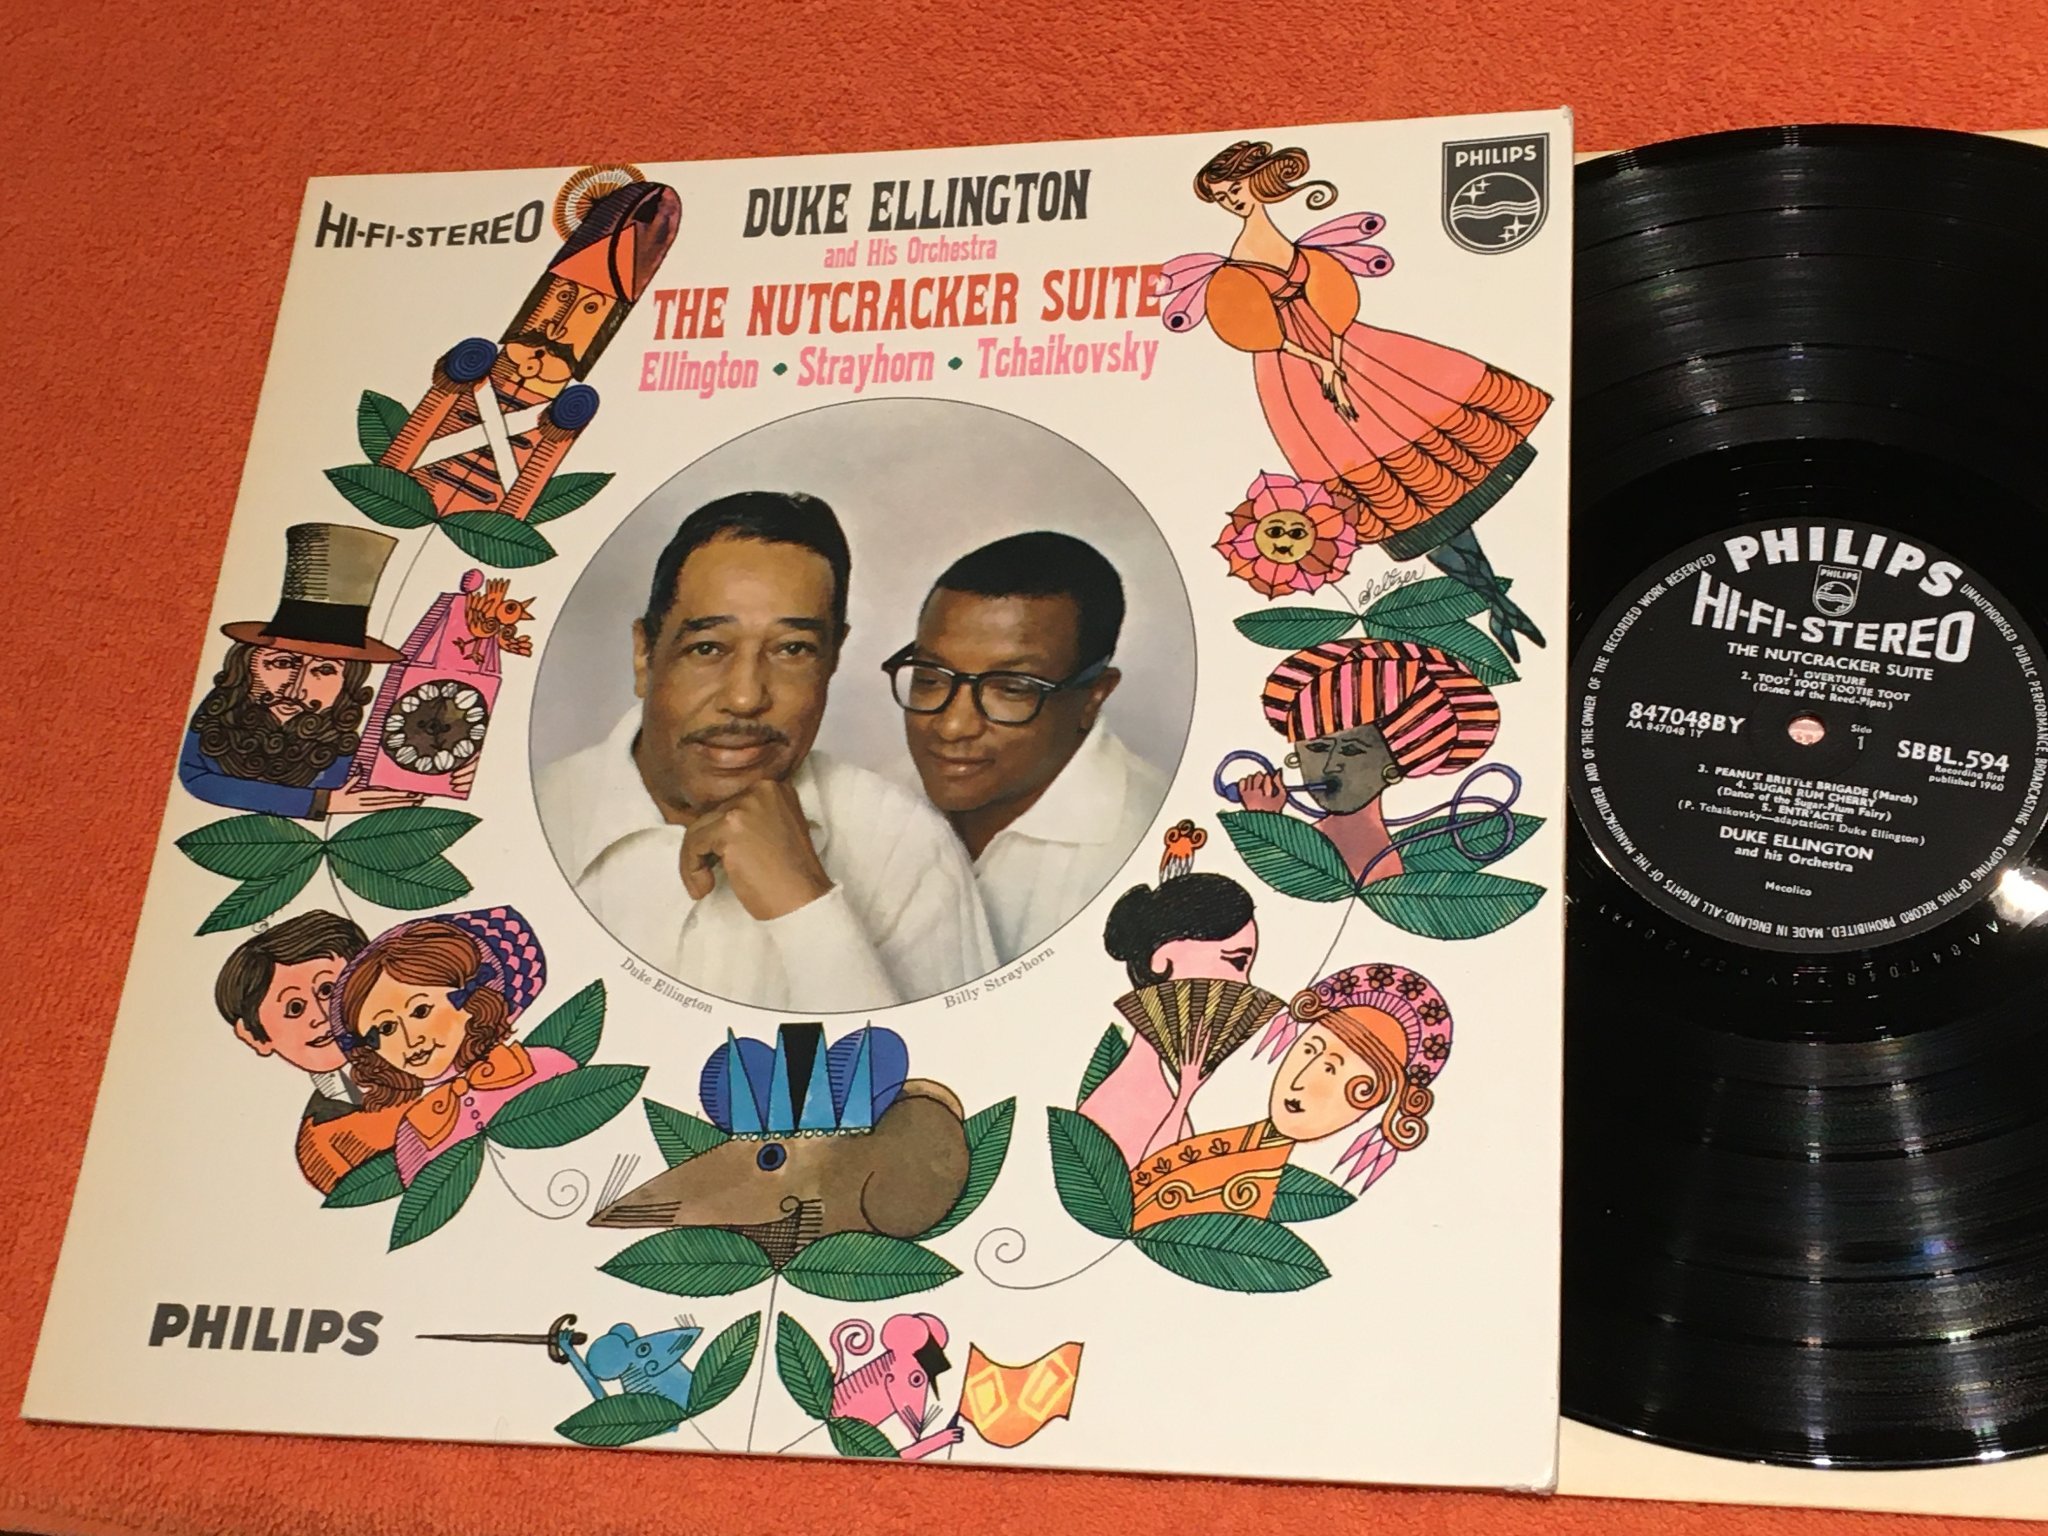 HI-FI-STEREO
DUKE ELLINGTON
and His Orchestra
THE NUTCRACKER SUITE
Ellington • Strayhorn • Tchaikovsky
PHILIPS
Seltzer
Duke Ellington
Billy Strayhorn
PHILIPS
PHILIPS
PHILIPS
HI-FI-STEREO
THE NUTCRACKER SUITE
1. OVERTURE
2. TOOT TOOT TOOTIE TOOT
(Dance of the Reed-Pipes)
847048BY
AA 847048 1Y
Side
1
SBBL.594
Recording first
published 1960
3. PEANUT BRITTLE BRIGADE (March)
4. SUGAR RUM CHERRY
(Dance of the Sugar-Plum Fairy)
5. ENTR'ACTE
(P. Tchaikovsky—adaptation: Duke Ellington)
DUKE ELLINGTON
and his Orchestra
Mecolico
ALL RIGHTS OF THE MANUFACTURER AND OF THE OWNER OF THE RECORDED WORK RESERVED
UNAUTHORISED PUBLIC PERFORMANCE BROADCASTING AND COPYING OF THIS RECORD PROHIBITED. MADE IN ENGLAND: